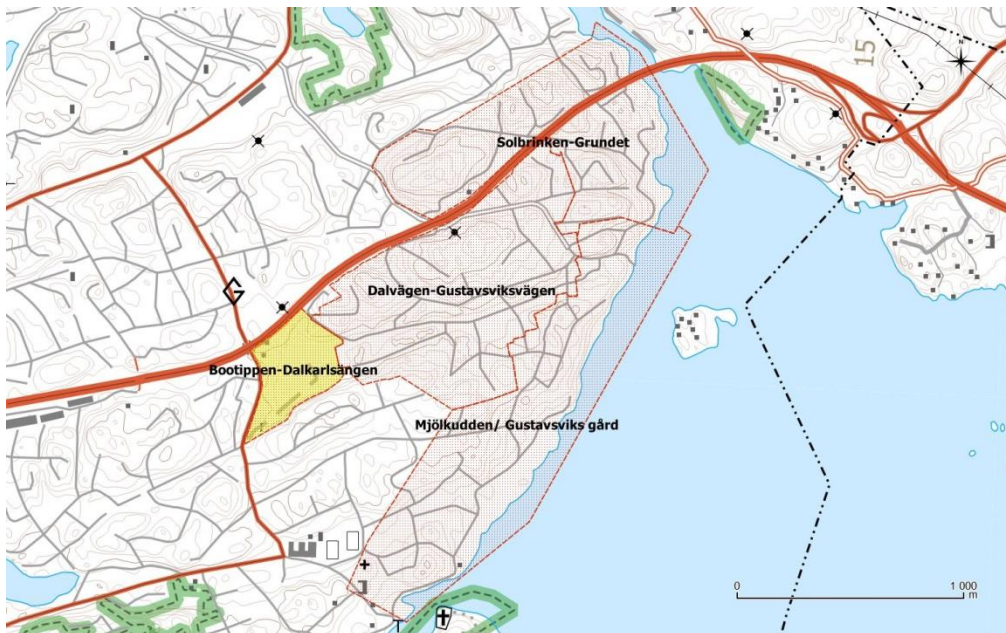 15
N
Solbrinken-Grundet
Dalvägen-Gustavsviksvägen
Bootippen-Dalkarlsängen
Mjölkudden/ Gustavsviks gård
0
1 000
m